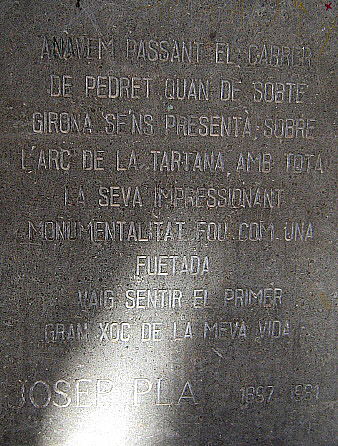 ANÀVEM PASSANT EL CARRER
DE PEDRET QUAN DE SOBTE
GIRONA SE'NS PRESENTÀ, SOBRE
L'ARC DE LA TARTANA, AMB TOTA
LA SEVA IMPRESSIONANT
MONUMENTALITAT. FOU COM UNA
FUETADA
VAIG SENTIR EL PRIMER
GRAN XOC DE LA MEVA VIDA
JOSEP PLA 1897 1981